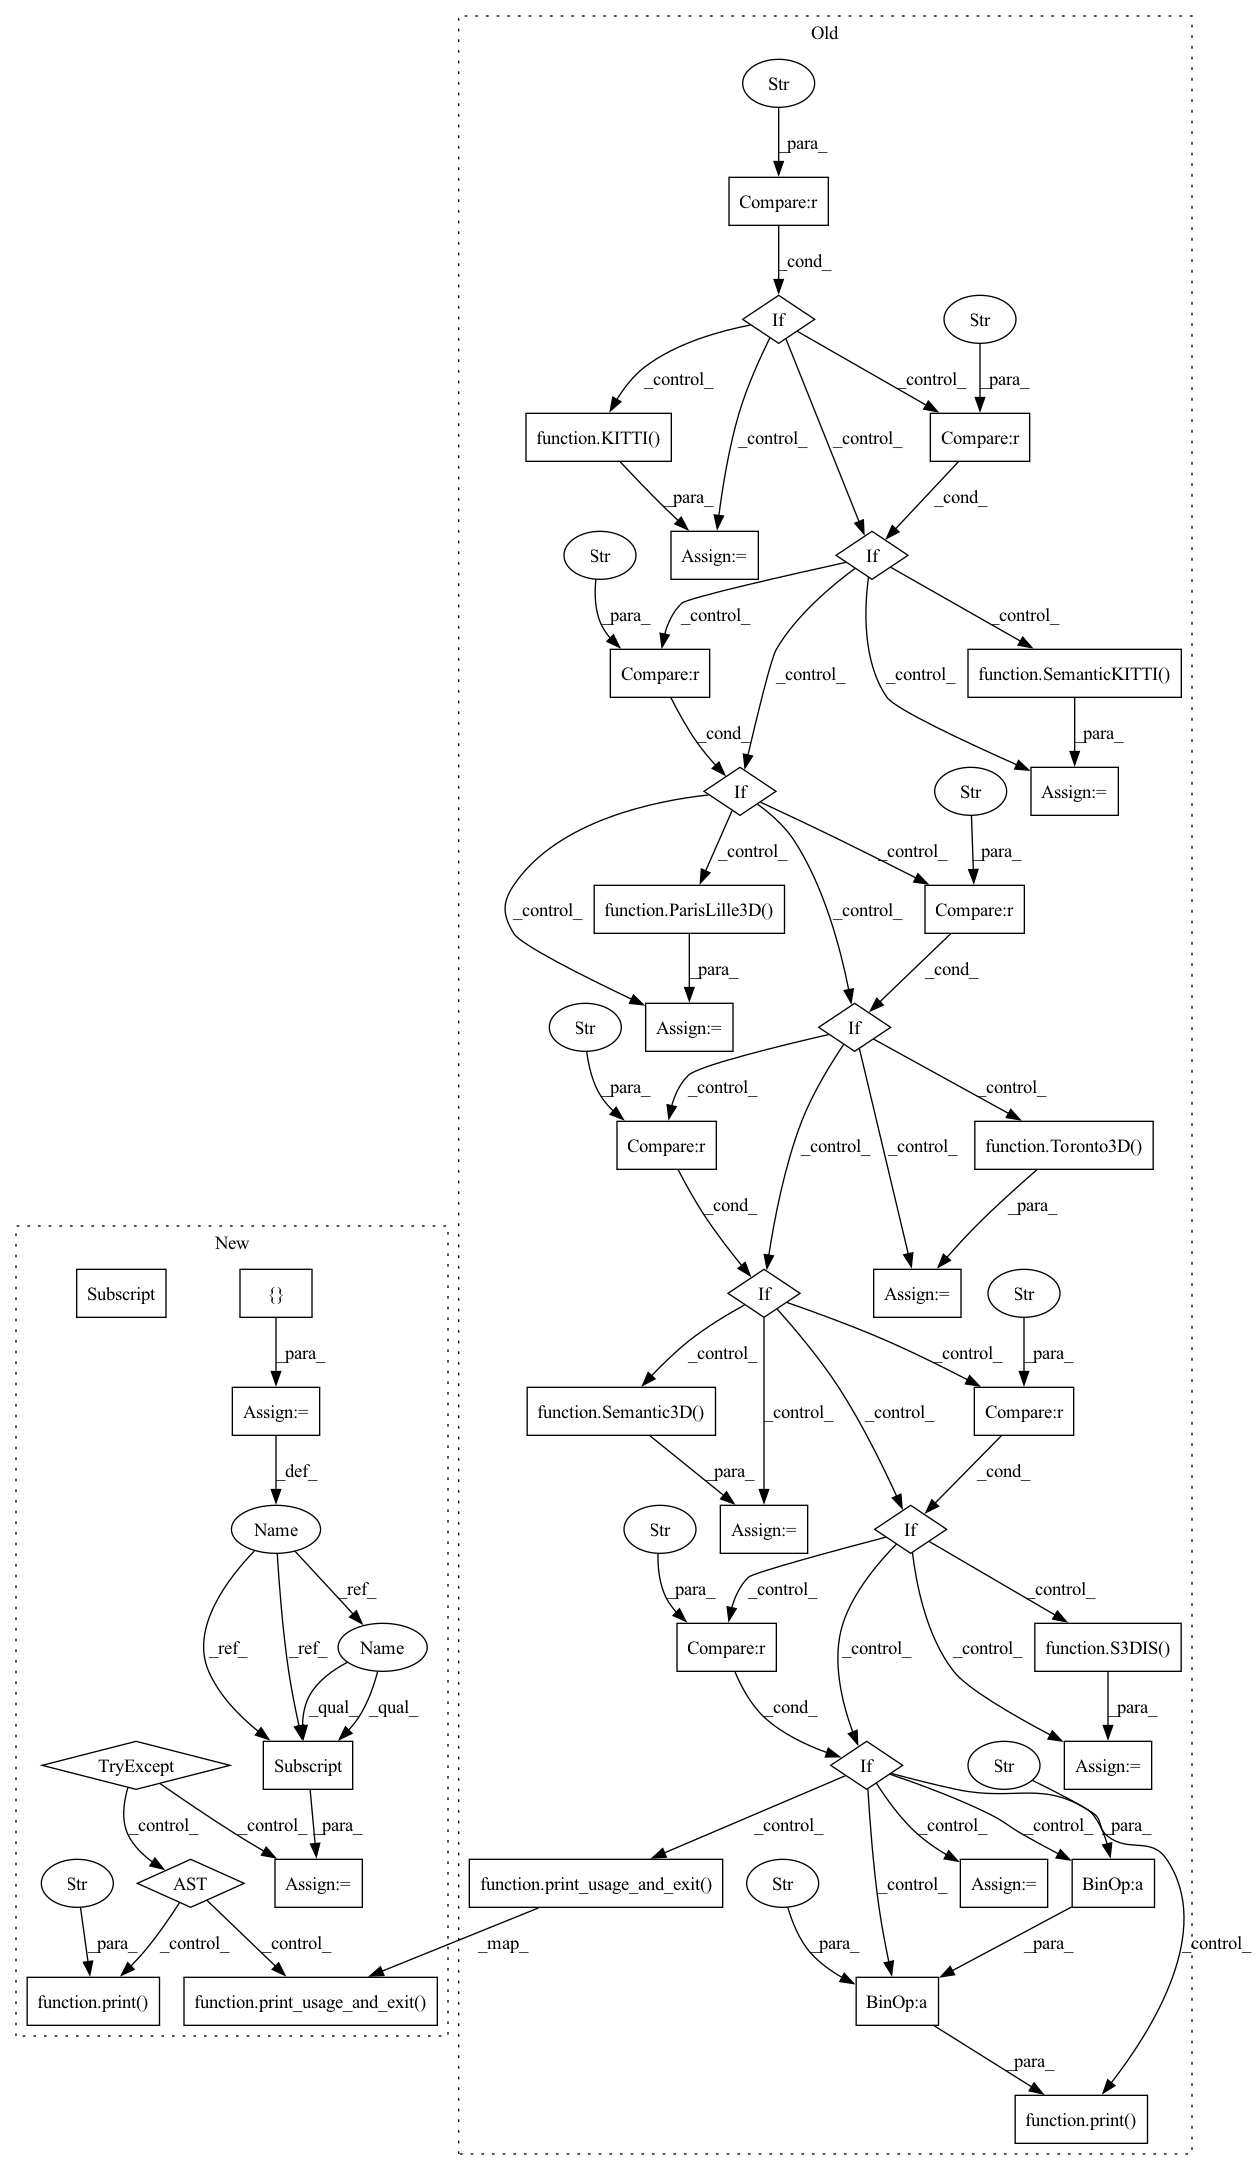 Old
Str
_para_
Compare:r
_cond_
If
Str
_control_
_control_
_para_
function.KITTI()
_control_
_control_
Compare:r
_para_
_cond_
Str
Assign:=
If
_para_
_control_
_control_
Compare:r
_control_
_control_
function.SemanticKITTI()
_cond_
_para_
If
Str
Assign:=
_control_
_control_
_para_
_control_
function.ParisLille3D()
_control_
Compare:r
_para_
_cond_
Str
Assign:=
If
_para_
_control_
_control_
Compare:r
_control_
_control_
function.Toronto3D()
_cond_
_para_
New
Subscript
{}
If
Assign:=
Str
_para_
_control_
_control_
_para_
Assign:=
function.Semantic3D()
_control_
_control_
Compare:r
_def_
_para_
_cond_
Name
Str
Assign:=
If
_ref_
_para_
_control_
_control_
_ref_
_ref_
Name
Compare:r
_control_
_control_
function.S3DIS()
_qual_
_qual_
_cond_
_para_
TryExcept
Subscript
If
Str
Assign:=
_control_
_control_
_para_
_control_
_control_
_control_
_para_
Str
AST
Assign:=
function.print_usage_and_exit()
Str
_control_
Assign:=
BinOp:a
_para_
_control_
_control_
_map_
_para_
_para_
_control_
function.print()
function.print_usage_and_exit()
BinOp:a
_para_
function.print()